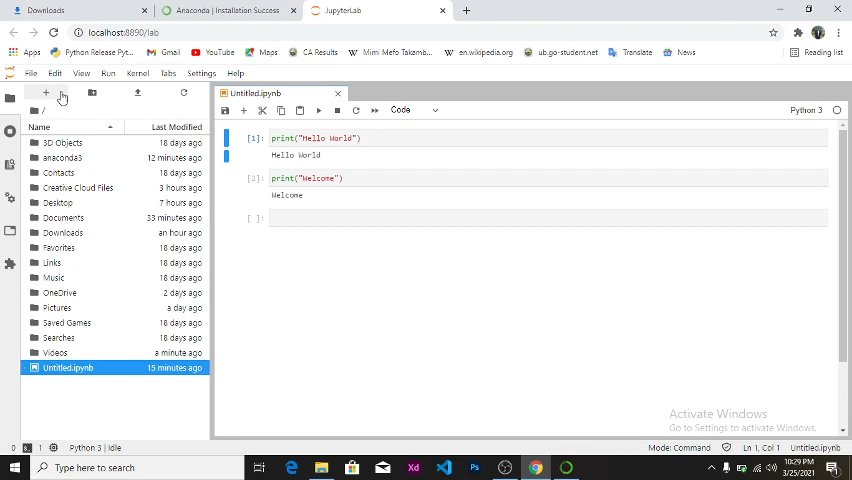 Downloads
Anaconda | Installation Success
JupyterLab
localhost:8890/lab
Apps Python Release Pyt... Gmail YouTube Maps CA Results Mimi Mefo Takamb... en.wikipedia.org ub.go-student.net Translate News Reading list
File Edit View Run Kernel Tabs Settings Help
Untitled.ipynb
Code
Python 3
/
Name Last Modified
3D Objects 18 days ago
anaconda3 12 minutes ago
Contacts 18 days ago
Creative Cloud Files 3 hours ago
Desktop 7 hours ago
Documents 33 minutes ago
Downloads an hour ago
Favorites 18 days ago
Links 18 days ago
Music 18 days ago
OneDrive 2 days ago
Pictures a day ago
Saved Games 18 days ago
Searches 18 days ago
Videos a minute ago
Untitled.ipynb 15 minutes ago
[1]: print("Hello World")
Hello World
[2]: print("Welcome")
Welcome
[ ]:
Activate Windows
Go to Settings to activate Windows.
0 1 Python 3 | Idle Mode: Command Ln 1, Col 1 Untitled.ipynb
Type here to search
Xd
Ps
10:29 PM
3/25/2021